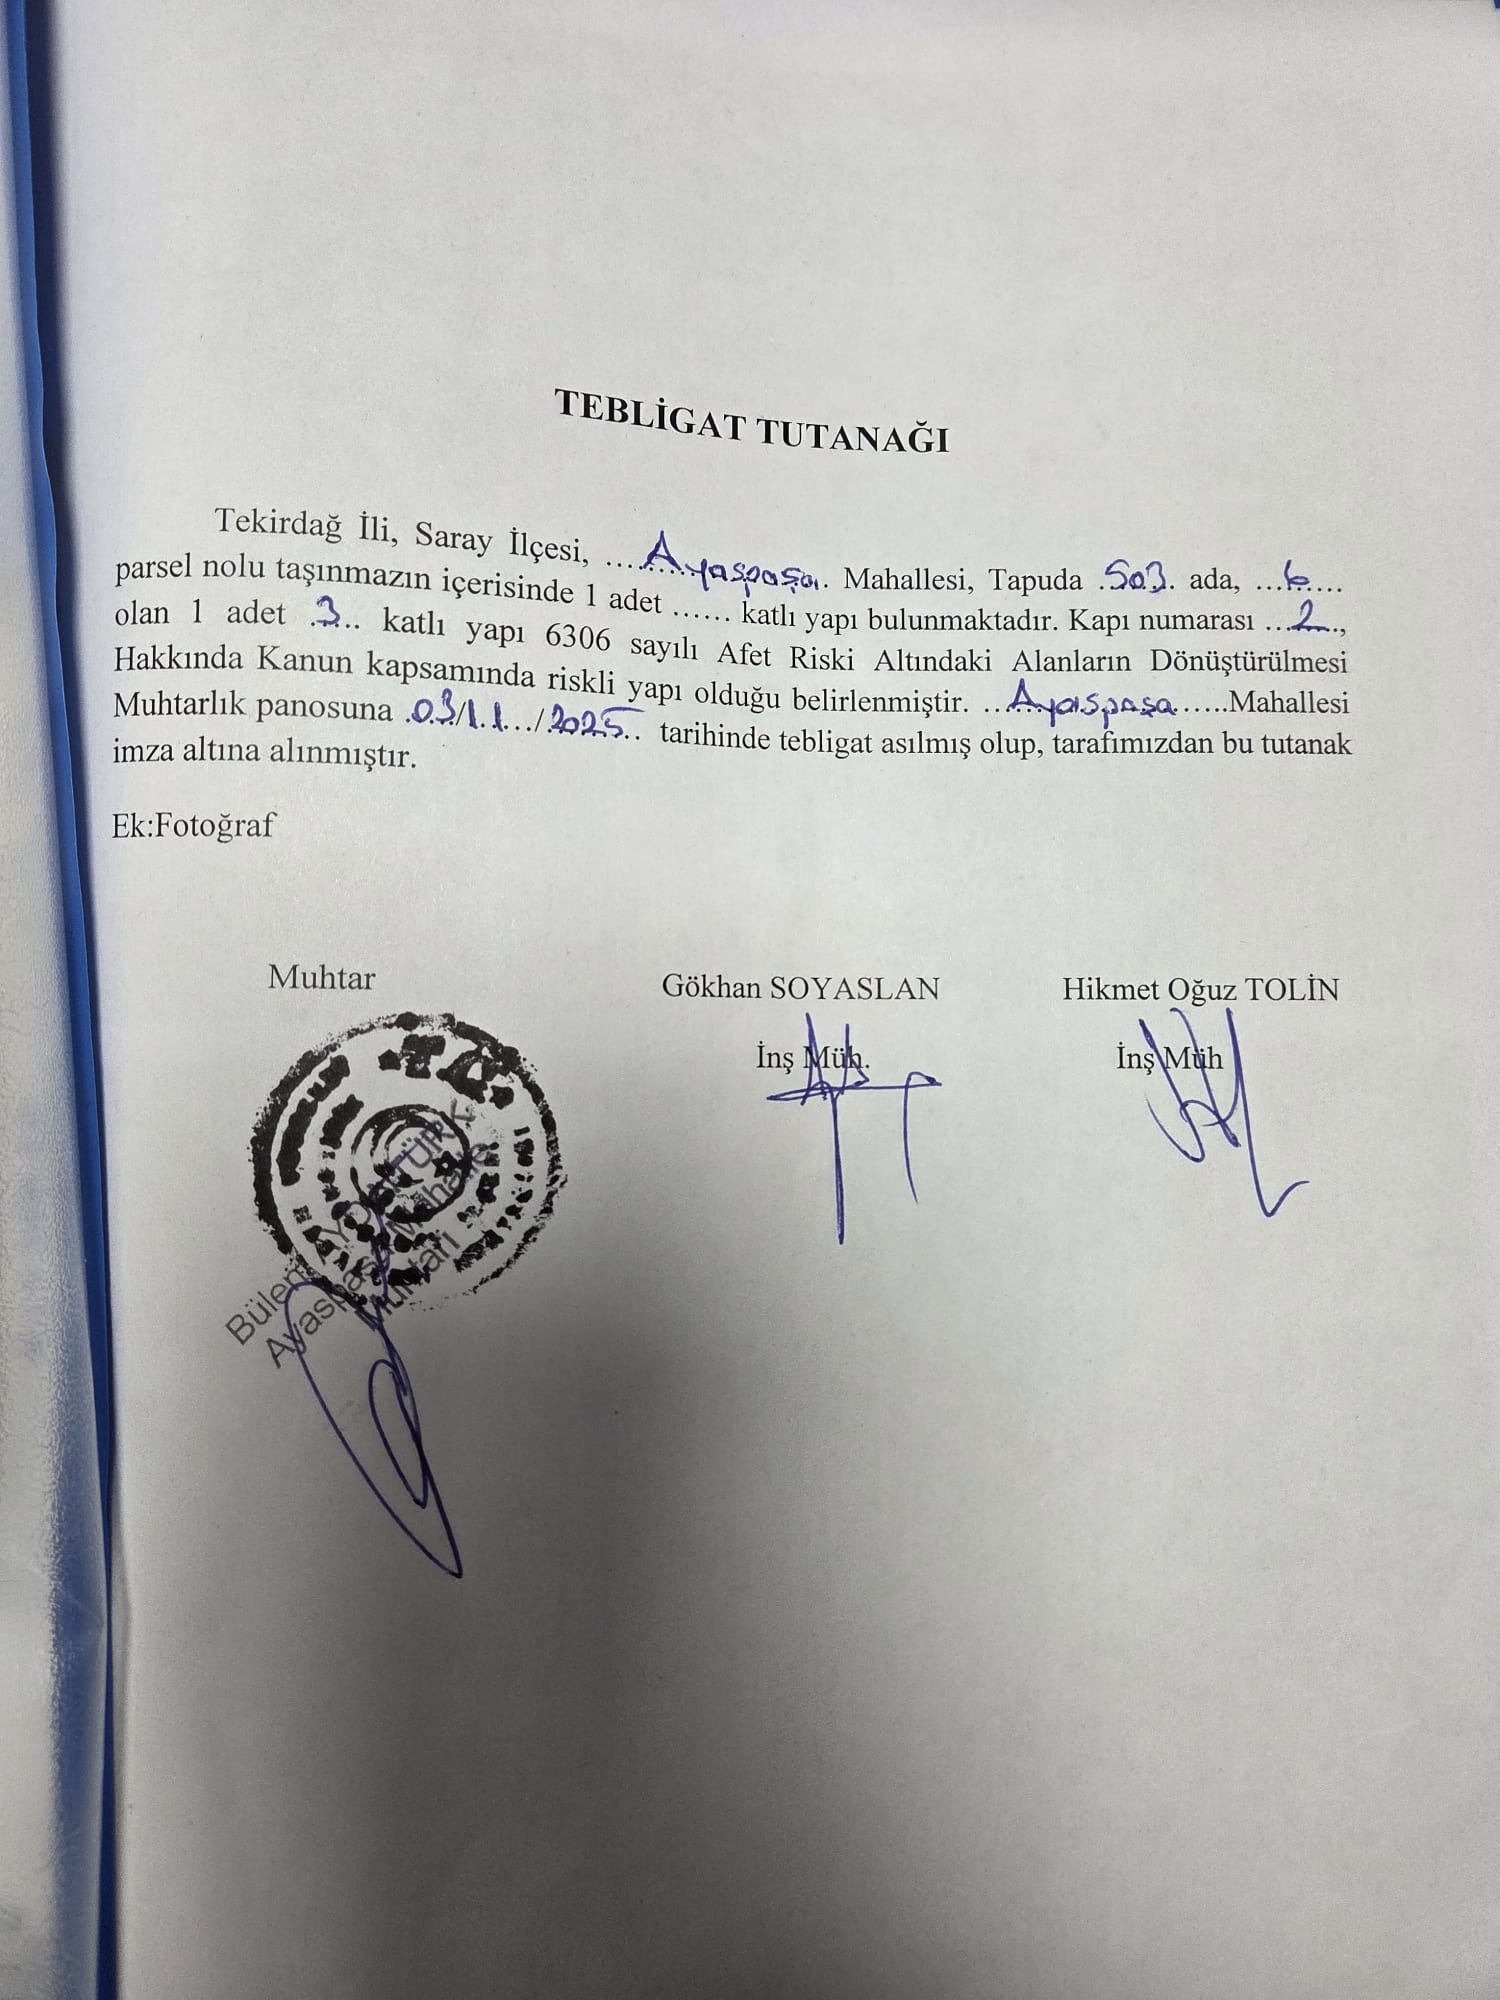 TEBLİGAT TUTANAĞI
Tekirdağ İli, Saray İlçesi, ....Ayaspaşa. Mahallesi, Tapuda .503. ada, ...6....
parsel nolu taşınmazın içerisinde 1 adet ...... katlı yapı bulunmaktadır. Kapı numarası ...2...,
olan 1 adet .3.. katlı yapı 6306 sayılı Afet Riski Altındaki Alanların Dönüştürülmesi
Hakkında Kanun kapsamında riskli yapı olduğu belirlenmiştir. ...Ayaspaşa......Mahallesi
Muhtarlık panosuna .03/11.../2025.. tarihinde tebligat asılmış olup, tarafımızdan bu tutanak
imza altına alınmıştır.
Ek:Fotoğraf
Muhtar
Gökhan SOYASLAN
Hikmet Oğuz TOLİN
İnş Müh.
İnş Müh
T.C.
Ayaspaşa Mahalle
Muhtarı